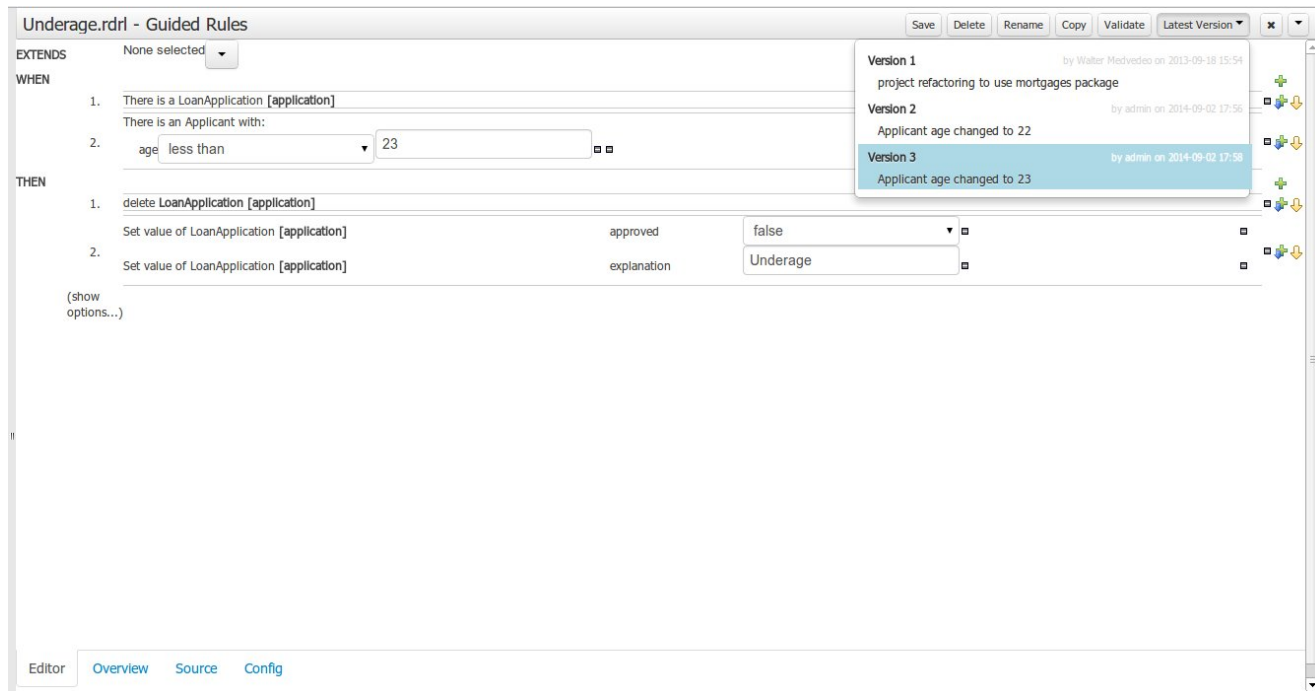 Underage.rdrl - Guided Rules
Save Delete Rename Copy Validate Latest Version
EXTENDS None selected
WHEN
1. There is a LoanApplication [application]
There is an Applicant with:
2. age less than 23
THEN
1. delete LoanApplication [application]
Set value of LoanApplication [application] approved false
2.
Set value of LoanApplication [application] explanation Underage
(show
options...)
Version 1 by Walter Medvedeo on 2013-09-18 15:54
project refactoring to use mortgages package
Version 2 by admin on 2014-09-02 17:56
Applicant age changed to 22
Version 3 by admin on 2014-09-02 17:58
Applicant age changed to 23
Editor Overview Source Config